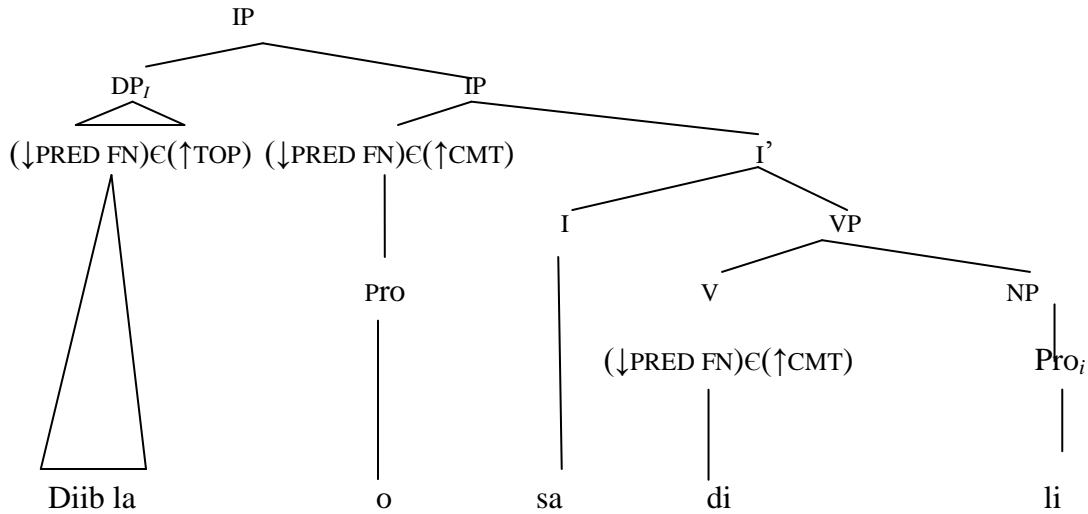 IP
DP_I IP
(↓PRED FN)Є(↑TOP) (↓PRED FN)Є(↑CMT) I’
I VP
Pro V NP
(↓PRED FN)Є(↑CMT) Pro_i
Diib la o sa di li